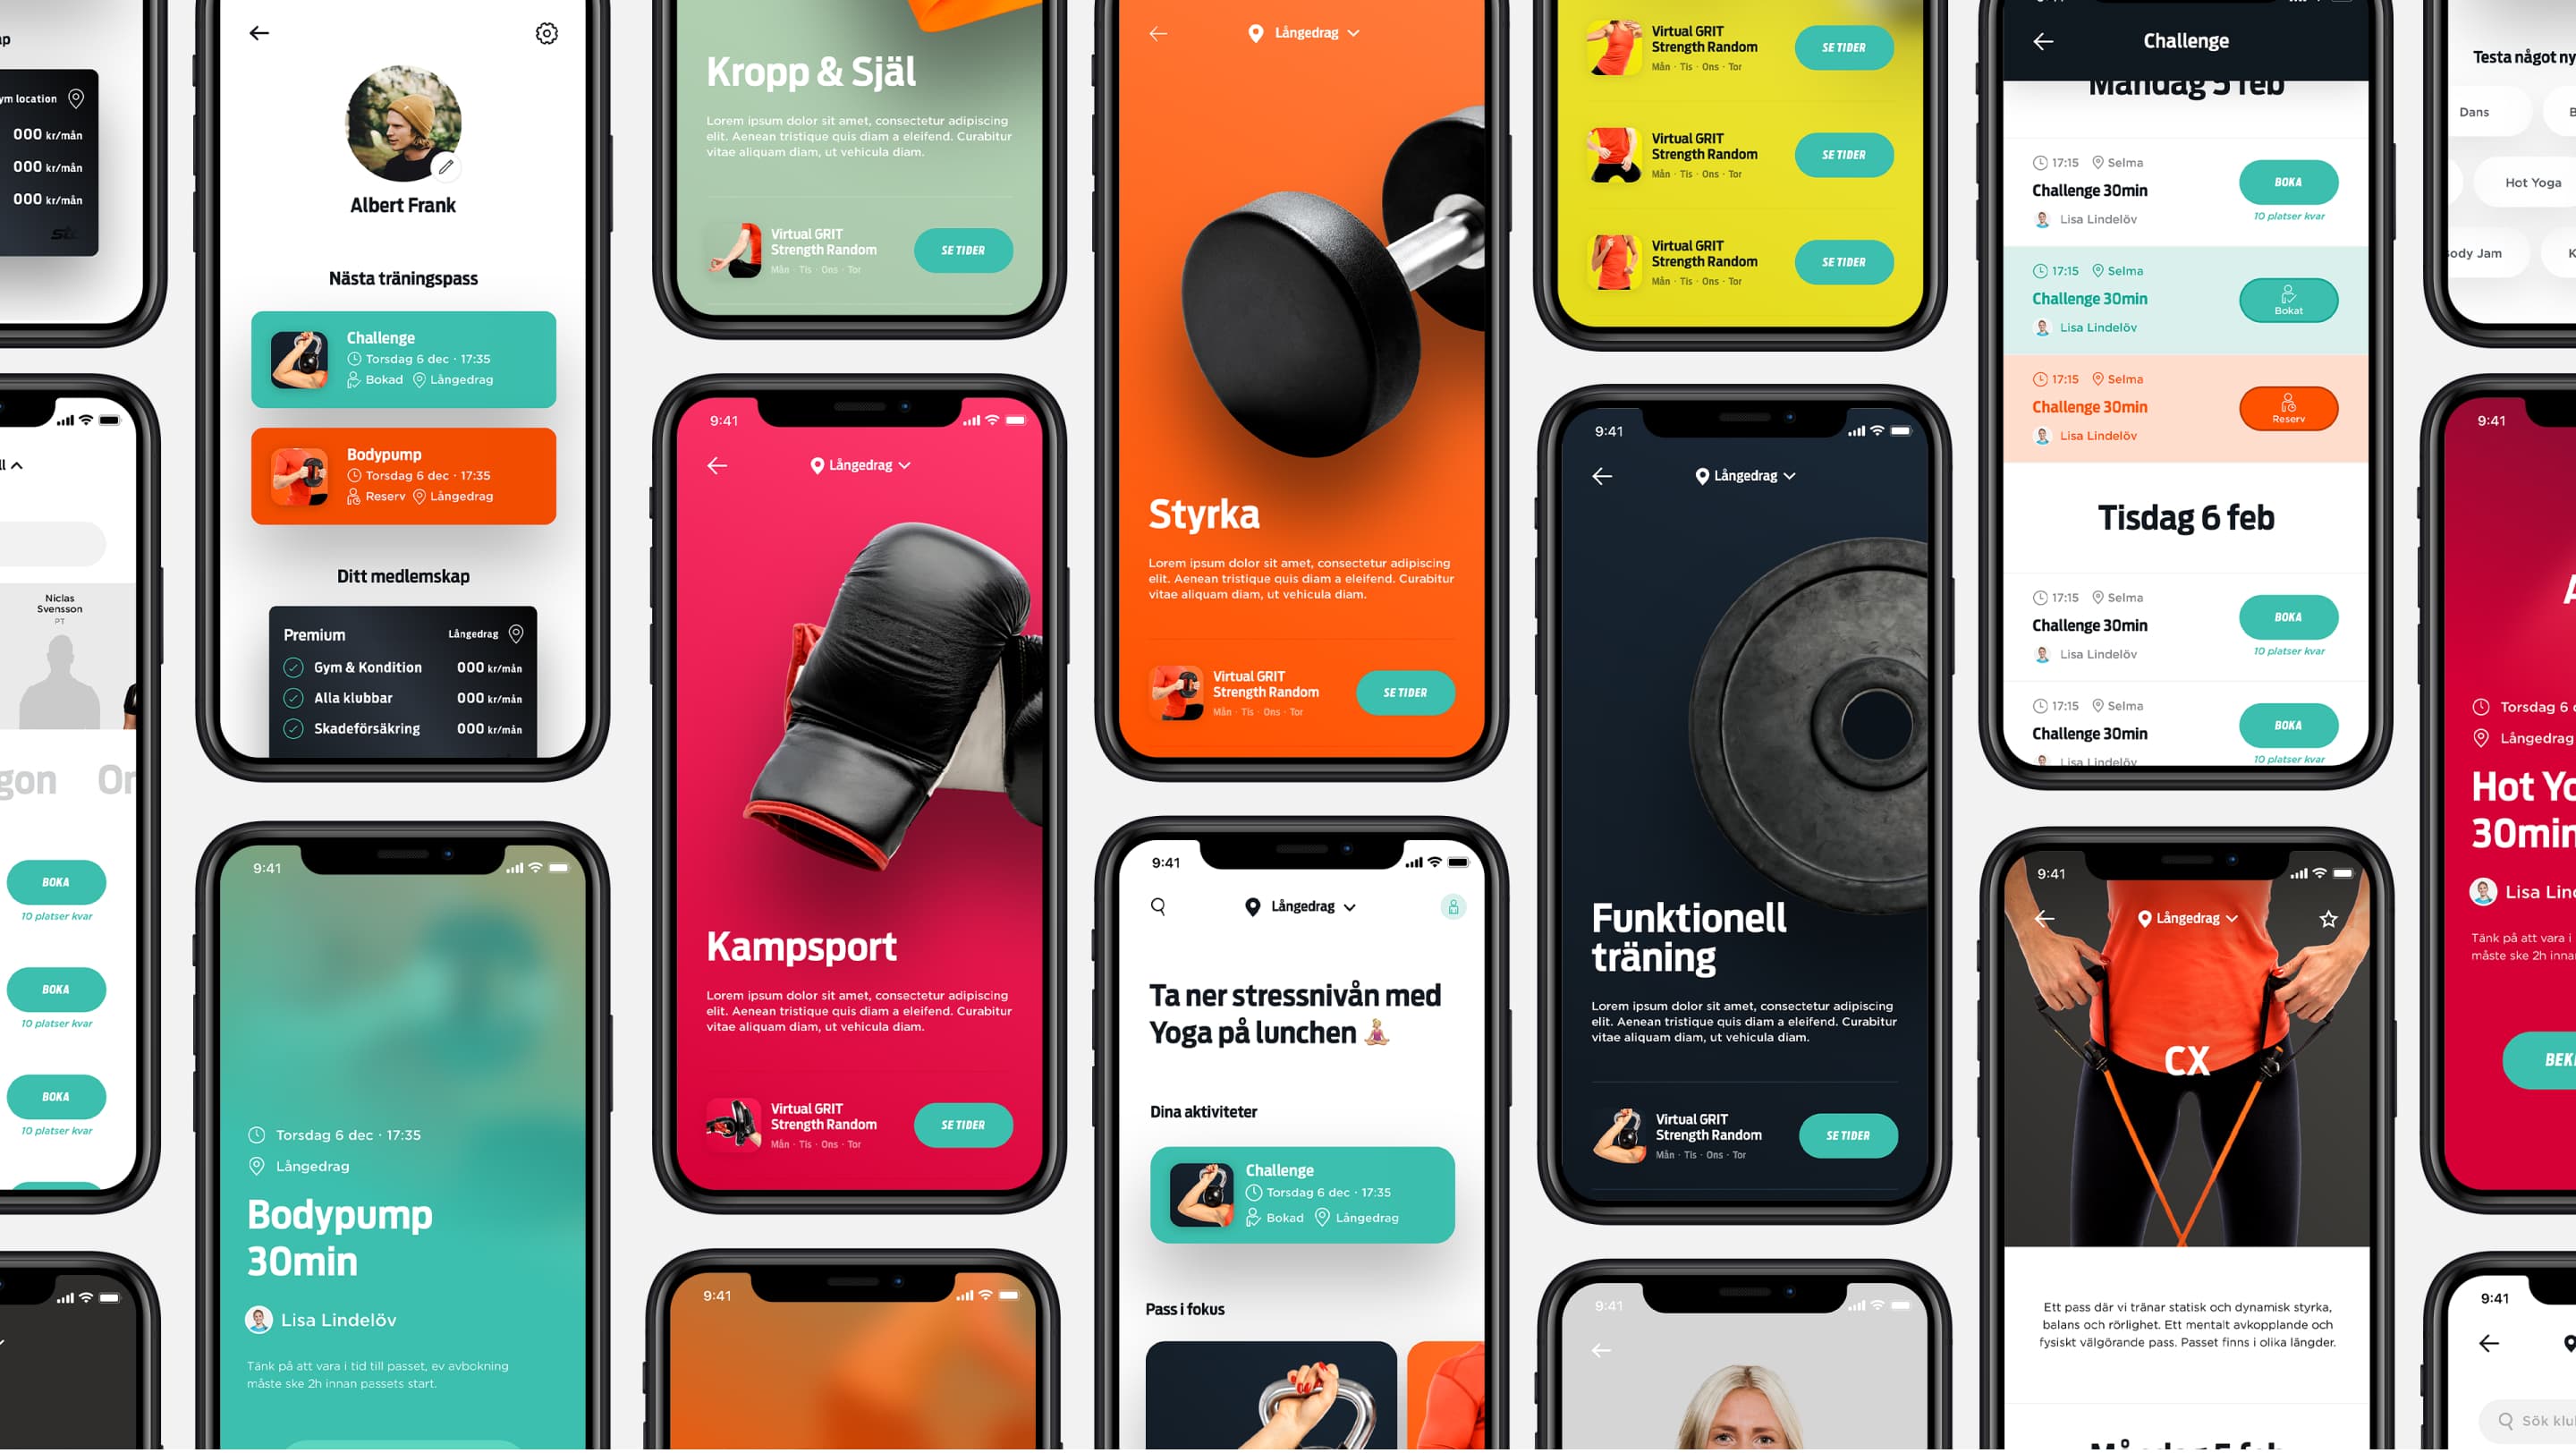 ym location
000 kr/mån
000 kr/mån
000 kr/mån
Niclas
Svensson
PT
BOKA
10 platser kvar
BOKA
10 platser kvar
BOKA
10 platser kvar
Albert Frank
Nästa träningspass
Challenge
Torsdag 6 dec · 17:35
Bokad Långedrag
Bodypump
Torsdag 6 dec · 17:35
Reserv Långedrag
Ditt medlemskap
Premium Långedrag
Gym & Kondition 000 kr/mån
Alla klubbar 000 kr/mån
Skadeförsäkring 000 kr/mån
9:41
Torsdag 6 dec · 17:35
Långedrag
Bodypump
30min
Lisa Lindelöv
Tänk på att vara i tid till passet, ev avbokning
måste ske 2h innan passets start.
Kropp & Själ
Lorem ipsum dolor sit amet, consectetur adipiscing
elit. Aenean tristique quis diam a eleifend. Curabitur
vitae aliquam diam, ut vehicula diam.
Virtual GRIT
Strength Random
Mån · Tis · Ons · Tor
SE TIDER
9:41
Långedrag
Kampsport
Lorem ipsum dolor sit amet, consectetur adipiscing
elit. Aenean tristique quis diam a eleifend. Curabitur
vitae aliquam diam, ut vehicula diam.
Virtual GRIT
Strength Random
Mån · Tis · Ons · Tor
SE TIDER
9:41
Långedrag
Styrka
Lorem ipsum dolor sit amet, consectetur adipiscing
elit. Aenean tristique quis diam a eleifend. Curabitur
vitae aliquam diam, ut vehicula diam.
Virtual GRIT
Strength Random
Mån · Tis · Ons · Tor
SE TIDER
9:41
Långedrag
Ta ner stressnivån med
Yoga på lunchen
Dina aktiviteter
Challenge
Torsdag 6 dec · 17:35
Bokad Långedrag
Pass i fokus
Virtual GRIT
Strength Random
Mån · Tis · Ons · Tor
SE TIDER
Virtual GRIT
Strength Random
Mån · Tis · Ons · Tor
SE TIDER
Virtual GRIT
Strength Random
Mån · Tis · Ons · Tor
SE TIDER
9:41
Långedrag
Funktionell
träning
Lorem ipsum dolor sit amet, consectetur adipiscing
elit. Aenean tristique quis diam a eleifend. Curabitur
vitae aliquam diam, ut vehicula diam.
Virtual GRIT
Strength Random
Mån · Tis · Ons · Tor
SE TIDER
9:41
Challenge
Måndag 5 feb
17:15 Selma
Challenge 30min
Lisa Lindelöv
BOKA
10 platser kvar
17:15 Selma
Challenge 30min
Lisa Lindelöv
Bokat
17:15 Selma
Challenge 30min
Lisa Lindelöv
Reserv
Tisdag 6 feb
17:15 Selma
Challenge 30min
Lisa Lindelöv
BOKA
10 platser kvar
17:15 Selma
Challenge 30min
Lisa Lindelöv
BOKA
10 platser kvar
9:41
Långedrag
CX
Ett pass där vi tränar statisk och dynamisk styrka,
balans och rörlighet. Ett mentalt avkopplande och
fysiskt välgörande pass. Passet finns i olika längder.
Måndag 5 feb
Testa något ny
Dans
Hot Yoga
ody Jam
9:41
Torsdag 6
Långedrag
Hot Yo
30min
Lisa Lin
Tänk på att vara i
måste ske 2h innan
BEK
9:41
Sök klu